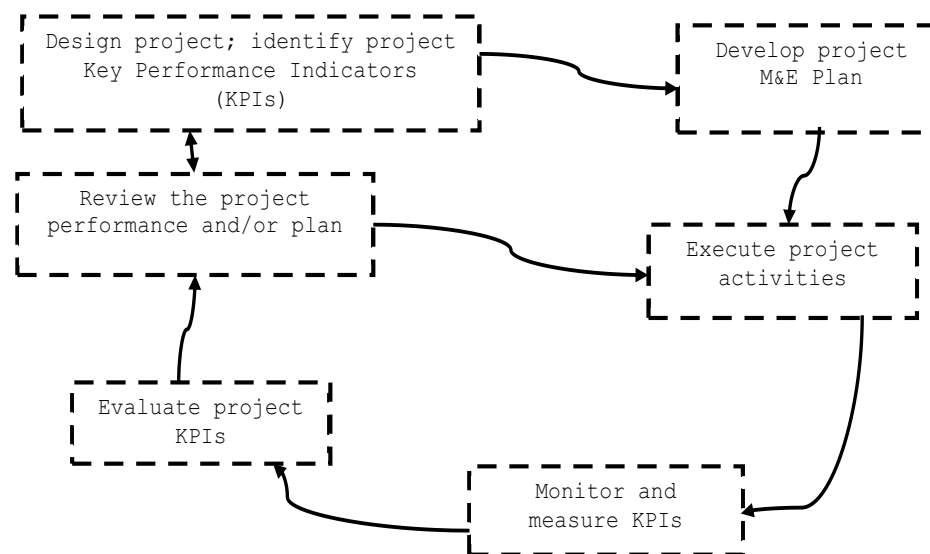 Design project; identify project
Key Performance Indicators
(KPIs)
Develop project
M&E Plan
Review the project
performance and/or plan
Execute project
activities
Evaluate project
KPIs
Monitor and
measure KPIs